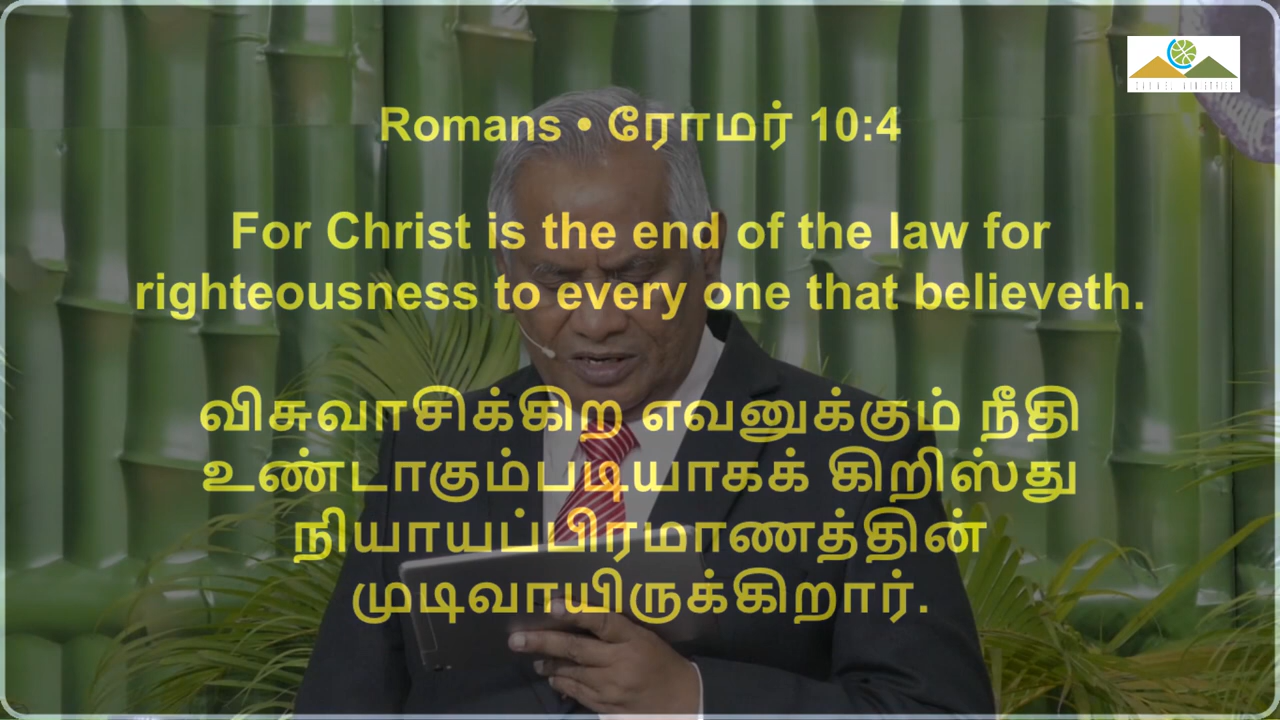 Romans • ரோமர் 10:4
For Christ is the end of the law for
righteousness to every one that believeth.
விசுவாசிக்கிற எவனுக்கும் நீதி
உண்டாகும்படியாகக் கிறிஸ்து
நியாயப்பிரமாணத்தின்
முடிவாயிருக்கிறார்.